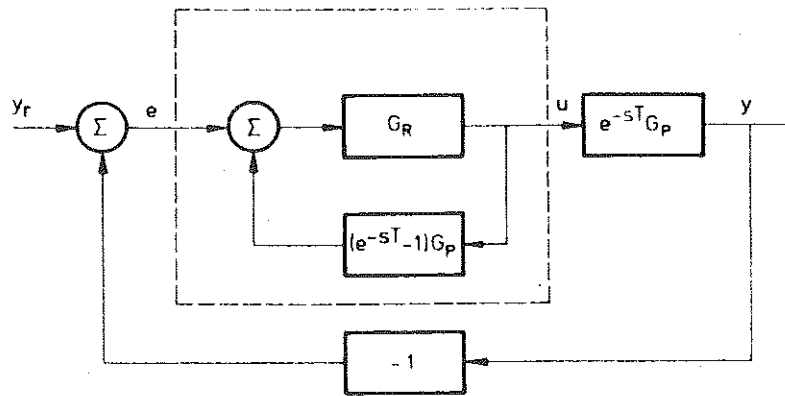 y_r
Σ
e
Σ
G_R
u
e^{-sT}G_P
y
(e^{-sT}-1)G_P
-1